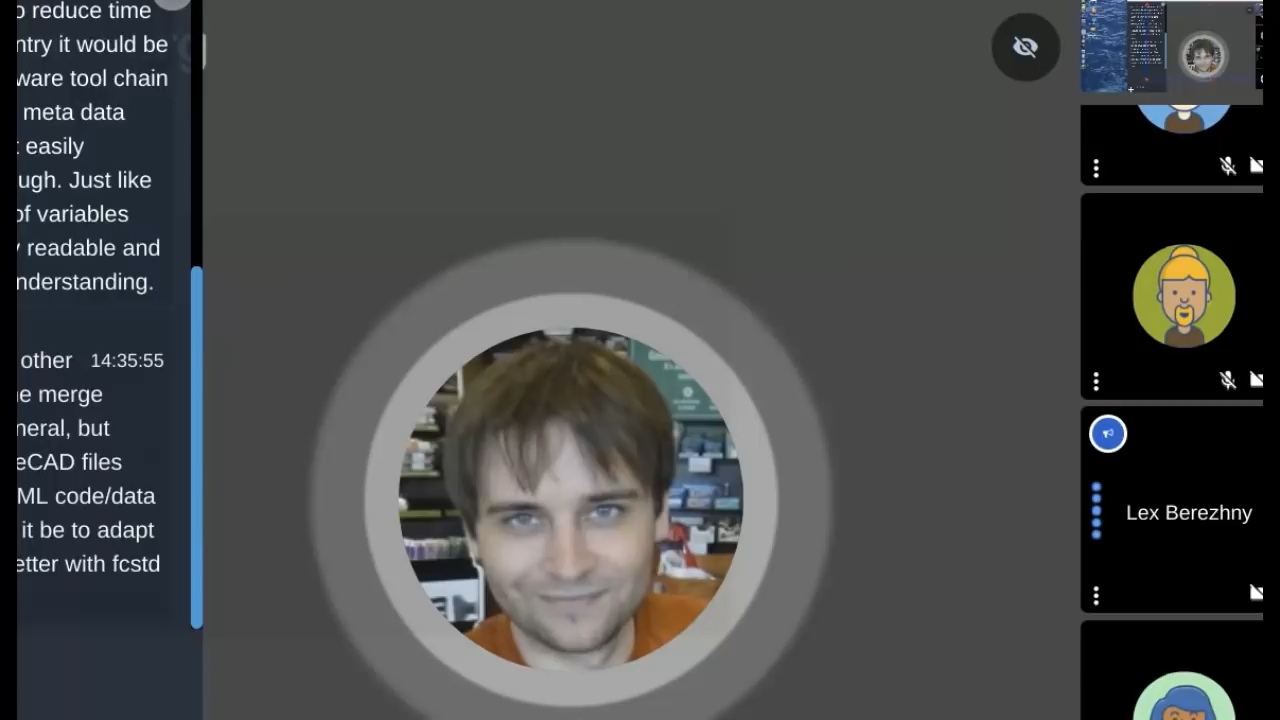 o reduce time
ntry it would be
ware tool chain
meta data
t easily
ugh. Just like
of variables
y readable and
nderstanding.
other 14:35:55
e merge
neral, but
eCAD files
ML code/data
it be to adapt
etter with fcstd
Lex Berezhny